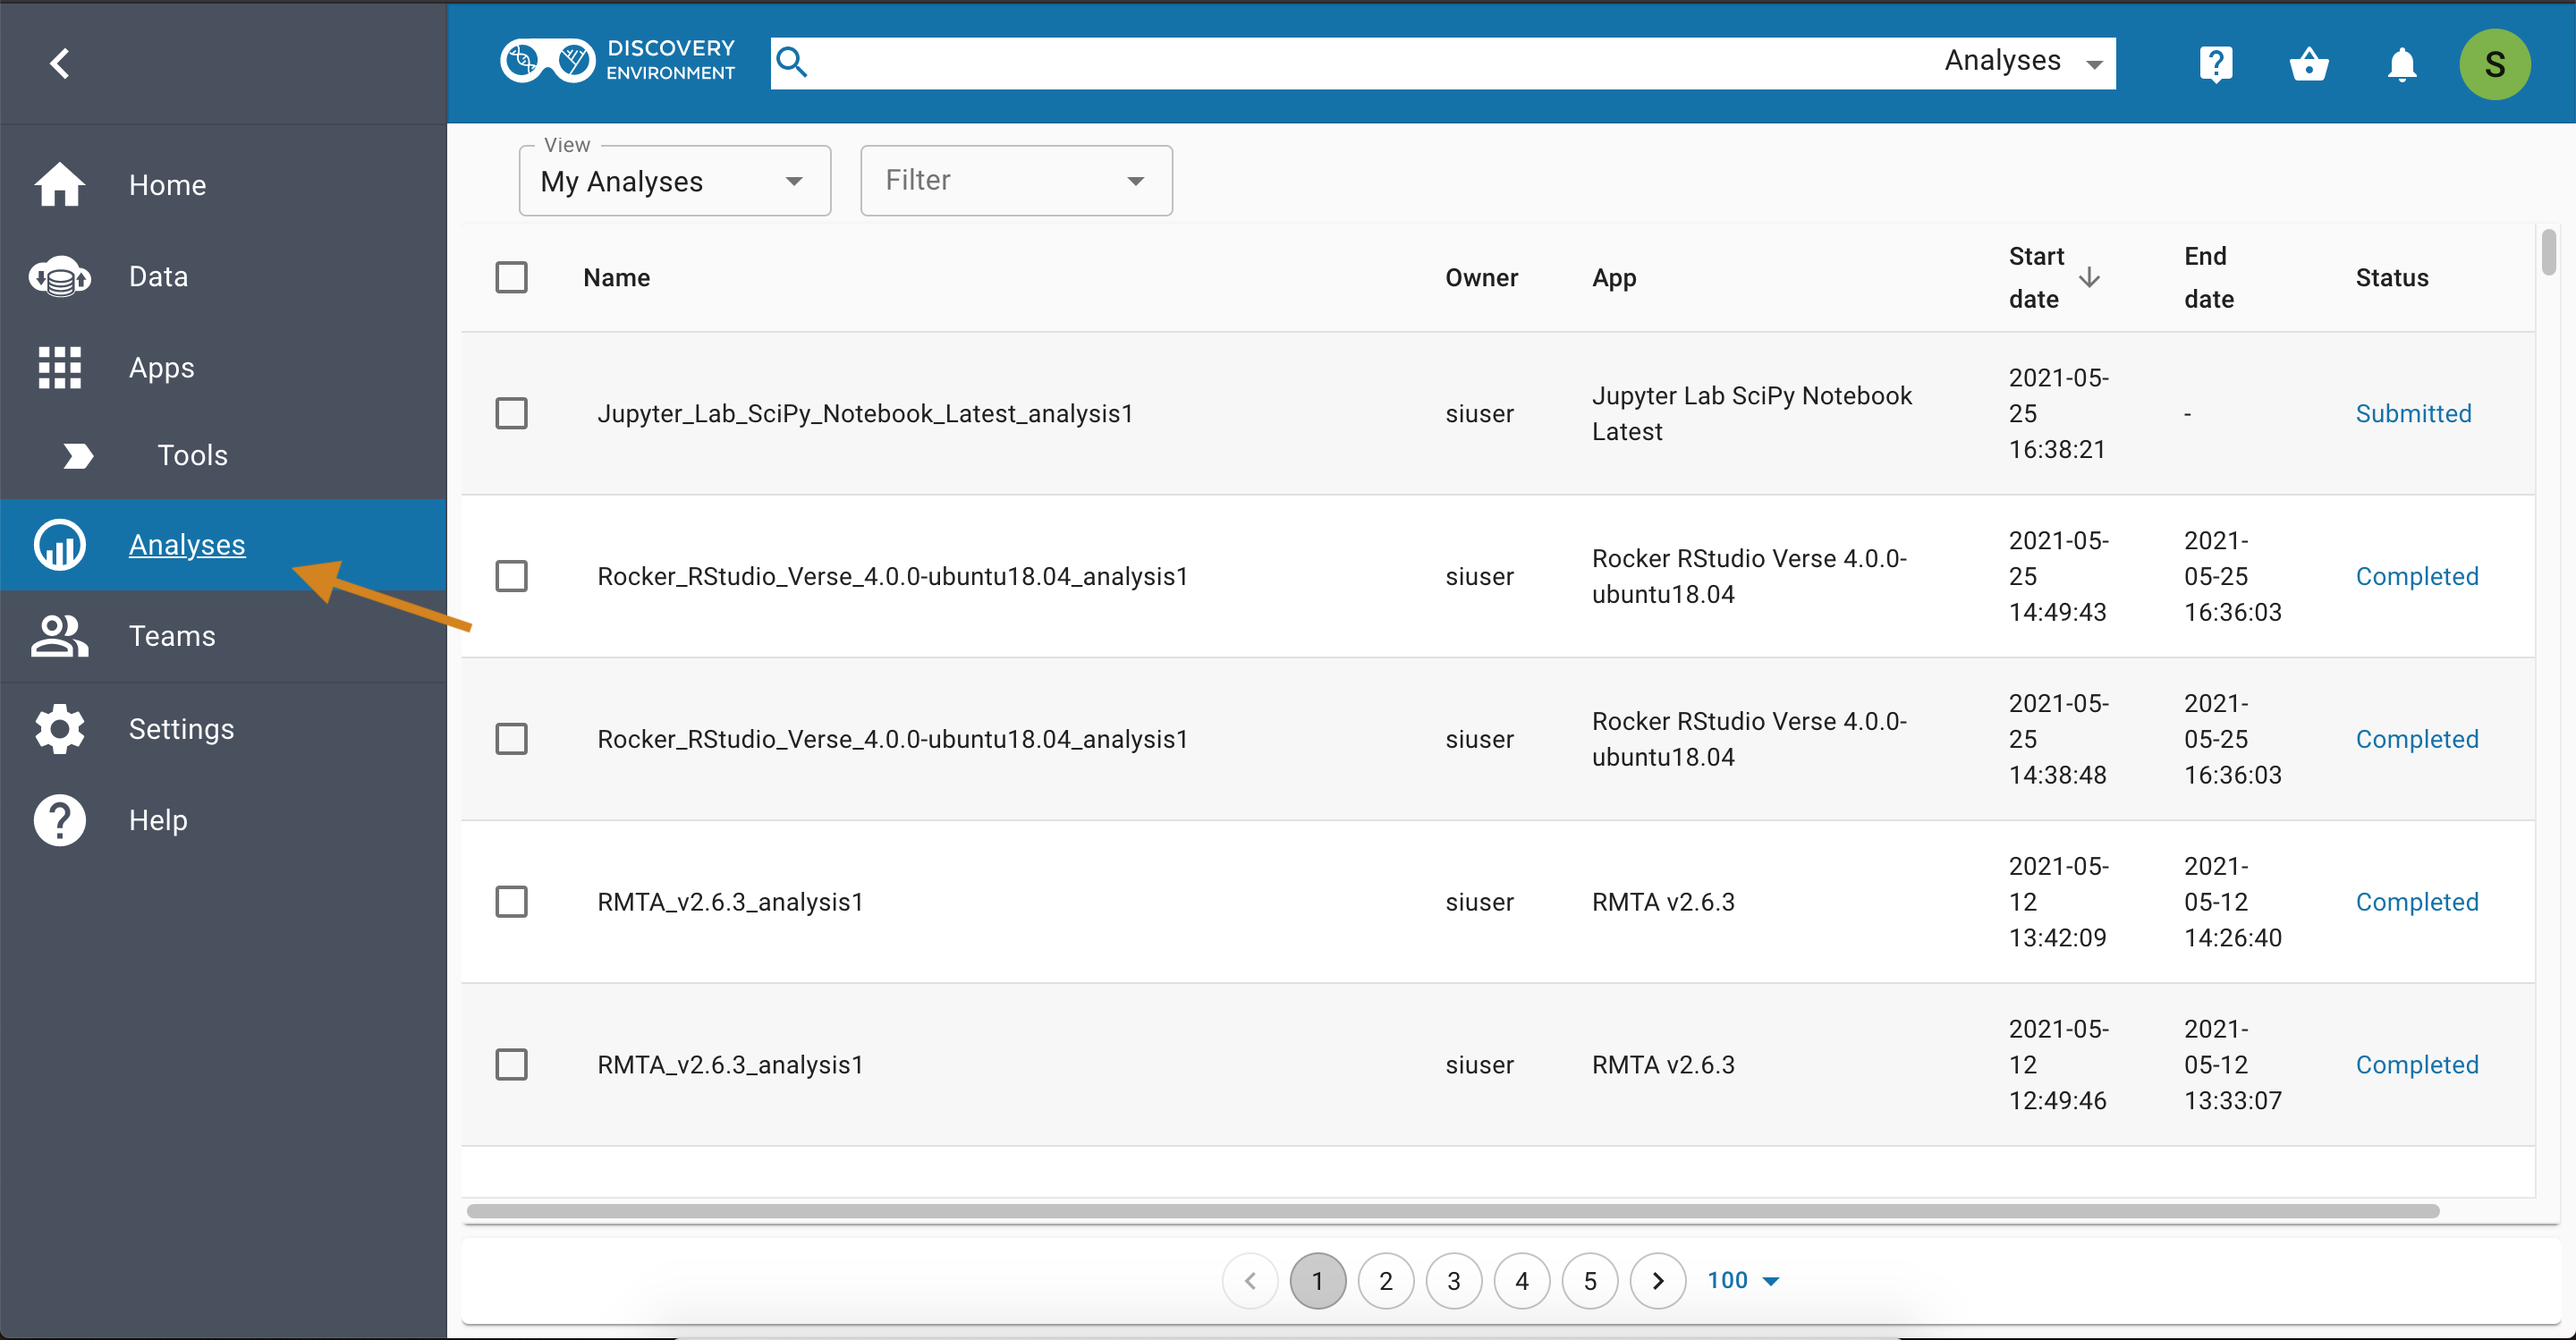 DISCOVERY
ENVIRONMENT
Analyses
S
Home
Data
Apps
Tools
Analyses
Teams
Settings
Help
View
My Analyses
Filter
Name Owner App Start date End date Status
Jupyter_Lab_SciPy_Notebook_Latest_analysis1 siuser Jupyter Lab SciPy Notebook Latest 2021-05-25 16:38:21 - Submitted
Rocker_RStudio_Verse_4.0.0-ubuntu18.04_analysis1 siuser Rocker RStudio Verse 4.0.0-ubuntu18.04 2021-05-25 14:49:43 2021-05-25 16:36:03 Completed
Rocker_RStudio_Verse_4.0.0-ubuntu18.04_analysis1 siuser Rocker RStudio Verse 4.0.0-ubuntu18.04 2021-05-25 14:38:48 2021-05-25 16:36:03 Completed
RMTA_v2.6.3_analysis1 siuser RMTA v2.6.3 2021-05-12 13:42:09 2021-05-12 14:26:40 Completed
RMTA_v2.6.3_analysis1 siuser RMTA v2.6.3 2021-05-12 12:49:46 2021-05-12 13:33:07 Completed
1 2 3 4 5 100